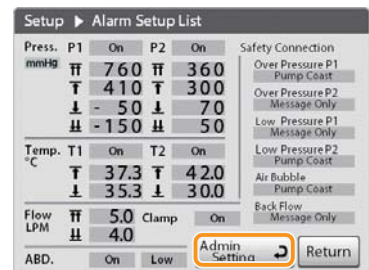 Setup ▶ Alarm Setup List
Press. P1 On P2 On Safety Connection
mmHg 760 360 Over Pressure P1
Pump Coast
410 300 Over Pressure P2
Message Only
- 50 70 Low Pressure P1
Message Only
-150 50
Temp. T1 On T2 On Low Pressure P2
Pump Coast
°C 37.3 42.0 Air Bubble
Pump Coast
35.3 30.0
Flow 5.0 Clamp On Back Flow
Message Only
LPM 4.0
ABD. On Low Admin Setting Return